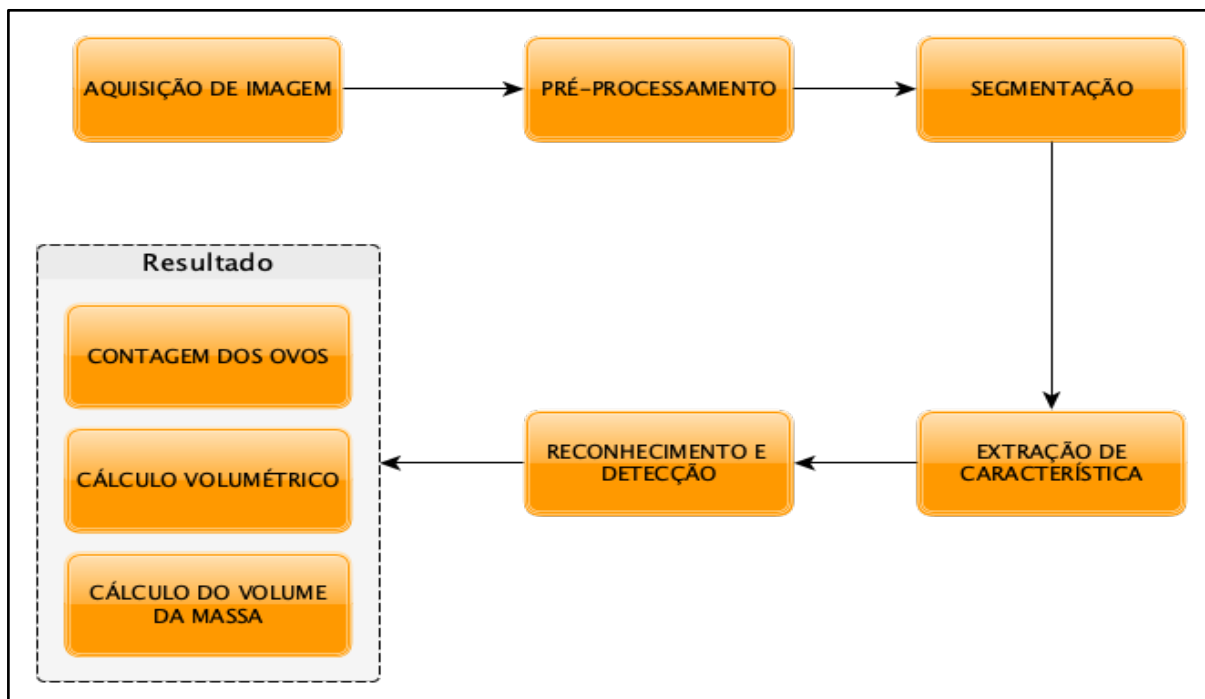 AQUISIÇÃO DE IMAGEM
PRÉ-PROCESSAMENTO
SEGMENTAÇÃO
EXTRAÇÃO DE
CARACTERÍSTICA
RECONHECIMENTO E
DETECÇÃO
Resultado
CONTAGEM DOS OVOS
CÁLCULO VOLUMÉTRICO
CÁLCULO DO VOLUME
DA MASSA